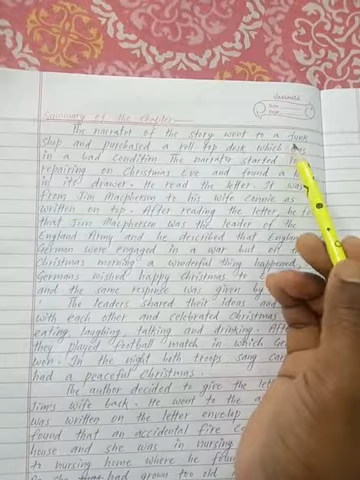 Summary of the chapter
The narrator of the story went to a junk
shop and purchased a roll-top desk which was
in a bad condition The narrator started
repairing on Christmas eve and found a
in its drawer. He read the letter. It was
From Jim Macpherson to his wife Connie as
written on top. After reading the letter, he
that Jim Macpherson was the leader of the
England Army and he described that England
German were engaged in a war but on
Christmas morning a wonderful thing happened.
Germans wished happy christmas to
and the same response was given by
The leaders shared their ideas and
with each other and celebrated Christmas
eating, laughing, talking and drinking.
they played football match in which
won. In the night both troops sang
had a peaceful Christmas.
The author decided to give the
Jim's wife back. He went to the
was written on the letter envelop
found that an accidental fire
house and she was in nursing
to nursing home where he
had grown too old